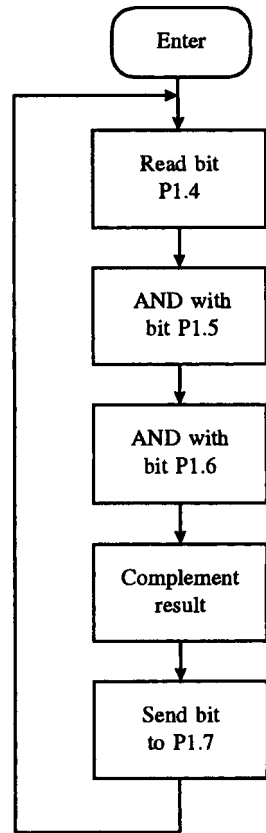 Enter
Read bit
P1.4
AND with
bit P1.5
AND with
bit P1.6
Complement
result
Send bit
to P1.7